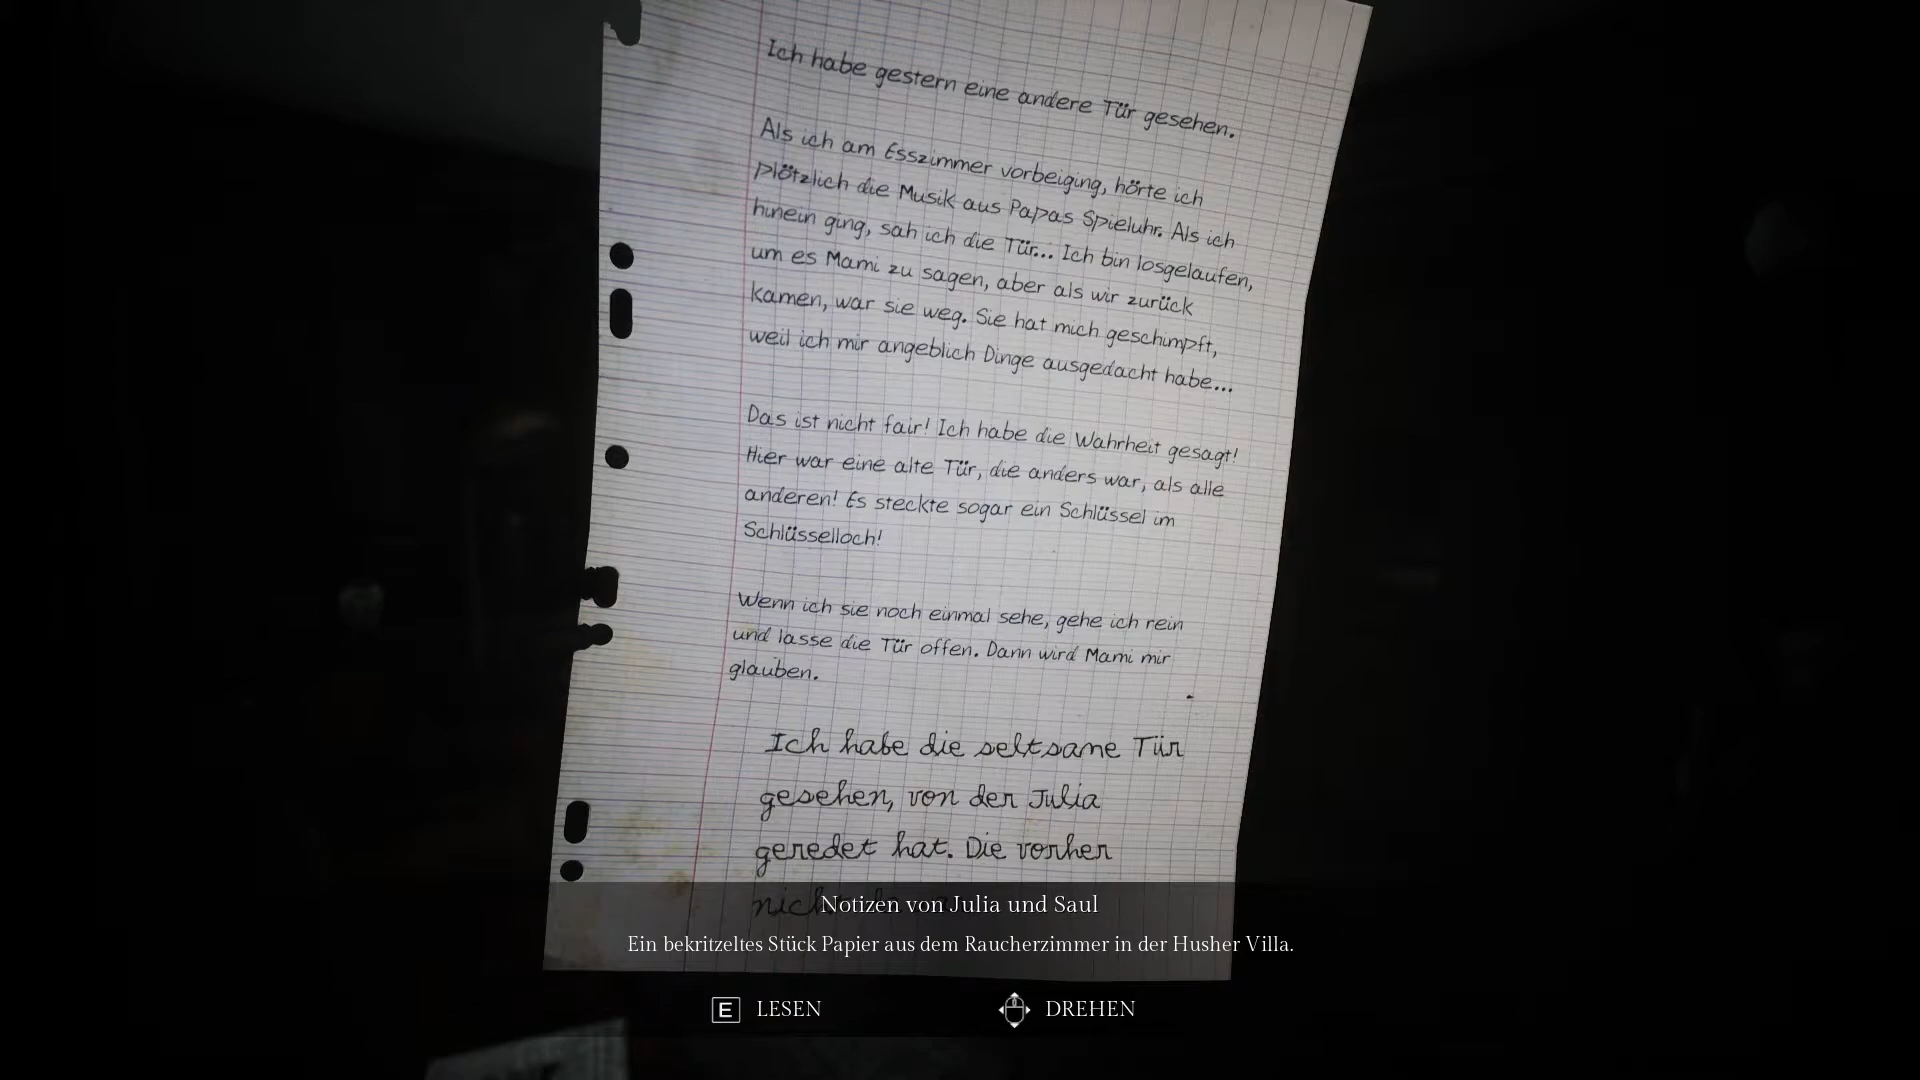 Ich habe gestern eine andere Tür gesehen.
Als ich am Esszimmer vorbeiging, hörte ich
plötzlich die Musik aus Papas Spieluhr. Als ich
hinein ging, sah ich die Tür... Ich bin losgelaufen,
um es Mami zu sagen, aber als wir zurück
kamen, war sie weg. Sie hat mich geschimpft,
weil ich mir angeblich Dinge ausgedacht habe...
Das ist nicht fair! Ich habe die Wahrheit gesagt!
Hier war eine alte Tür, die anders war, als alle
anderen! Es steckte sogar ein Schlüssel im
Schlüsselloch!
Wenn ich sie noch einmal sehe, gehe ich rein
und lasse die Tür offen. Dann wird Mami mir
glauben.
Ich habe die seltsame Tür
gesehen, von der Julia
geredet hat. Die vorher
Notizen von Julia und Saul
Ein bekritzeltes Stück Papier aus dem Raucherzimmer in der Husher Villa.
E LESEN
DREHEN